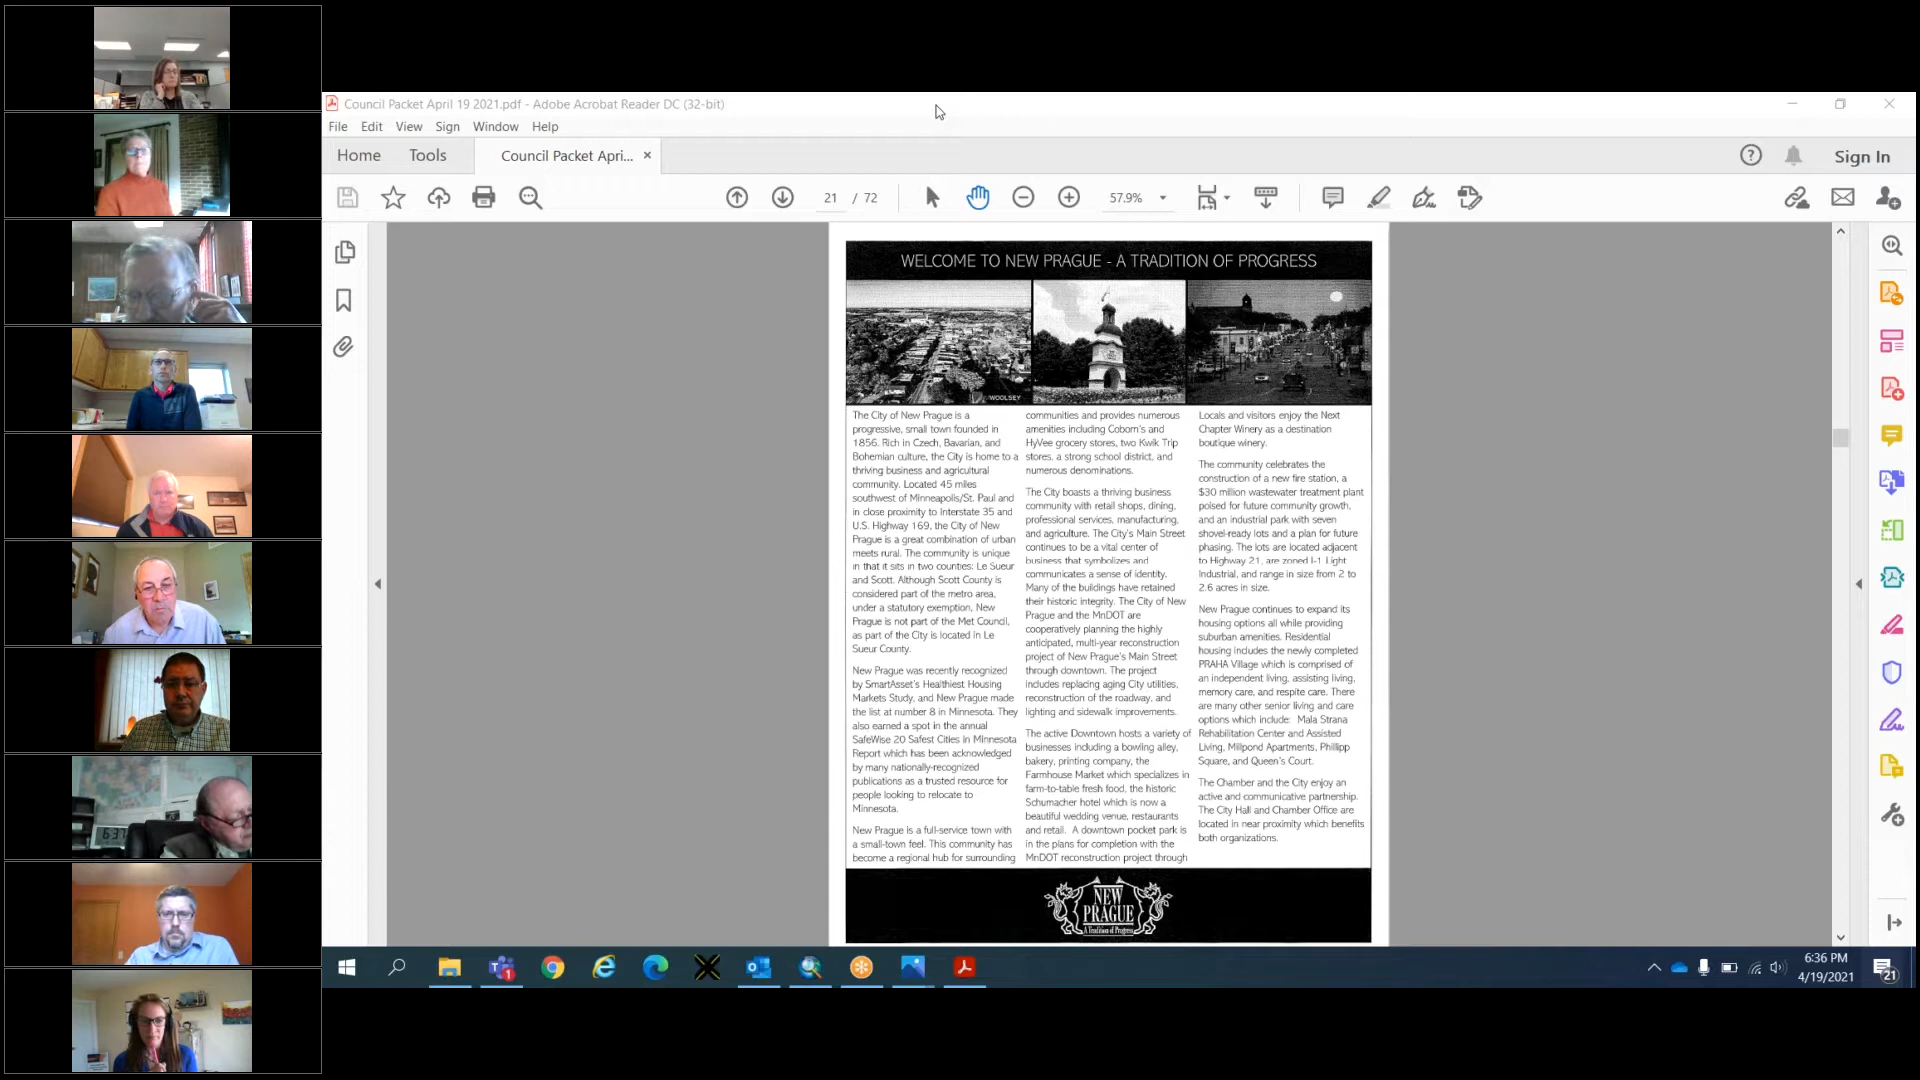 Council Packet April 19 2021.pdf - Adobe Acrobat Reader DC (32-bit)
File Edit View Sign Window Help
Home Tools Council Packet Apri... × Sign In
21 / 72 57.9%
WELCOME TO NEW PRAGUE - A TRADITION OF PROGRESS
WOOLSEY
The City of New Prague is a
progressive, small town founded in
1856. Rich in Czech, Bavarian, and
Bohemian culture, the City is home to a
thriving business and agricultural
community. Located 45 miles
southwest of Minneapolis/St. Paul and
in close proximity to Interstate 35 and
U.S. Highway 169, the City of New
Prague is a great combination of urban
meets rural. The community is unique
in that it sits in two counties: Le Sueur
and Scott. Although Scott County is
considered part of the metro area,
under a statutory exemption, New
Prague is not part of the Met Council,
as part of the City is located in Le
Sueur County.
New Prague was recently recognized
by SmartAsset's Healthiest Housing
Markets Study, and New Prague made
the list at number 8 in Minnesota. They
also earned a spot in the annual
SafeWise 20 Safest Cities in Minnesota
Report which has been acknowledged
by many nationally-recognized
publications as a trusted resource for
people looking to relocate to
Minnesota.
New Prague is a full-service town with
a small-town feel. This community has
become a regional hub for surrounding
communities and provides numerous
amenities including Coborn's and
HyVee grocery stores, two Kwik Trip
stores, a strong school district, and
numerous denominations.
The City boasts a thriving business
community with retail shops, dining,
professional services, manufacturing,
and agriculture. The City's Main Street
continues to be a vital center of
business that symbolizes and
communicates a sense of identity.
Many of the buildings have retained
their historic integrity. The City of New
Prague and the MnDOT are
cooperatively planning the highly
anticipated, multi-year reconstruction
project of New Prague's Main Street
through downtown. The project
includes replacing aging City utilities,
reconstruction of the roadway, and
lighting and sidewalk improvements.
The active Downtown hosts a variety of
businesses including a bowling alley,
bakery, printing company, the
Farmhouse Market which specializes in
farm-to-table fresh food, the historic
Schumacher hotel which is now a
beautiful wedding venue, restaurants
and retail. A downtown pocket park is
in the plans for completion with the
MnDOT reconstruction project through
Locals and visitors enjoy the Next
Chapter Winery as a destination
boutique winery.
The community celebrates the
construction of a new fire station, a
$30 million wastewater treatment plant
poised for future community growth,
and an industrial park with seven
shovel-ready lots and a plan for future
phasing. The lots are located adjacent
to Highway 21, are zoned I-1 Light
Industrial, and range in size from 2 to
2.6 acres in size.
New Prague continues to expand its
housing options all while providing
suburban amenities. Residential
housing includes the newly completed
PRAHA Village which is comprised of
an independent living, assisting living,
memory care, and respite care. There
are many other senior living and care
options which include: Mala Strana
Rehabilitation Center and Assisted
Living, Millpond Apartments, Phillipp
Square, and Queen's Court.
The Chamber and the City enjoy an
active and communicative partnership.
The City Hall and Chamber Office are
located in near proximity which benefits
both organizations.
NEW
PRAGUE
A Tradition of Progress
6:37
6:36 PM
4/19/2021
21
1